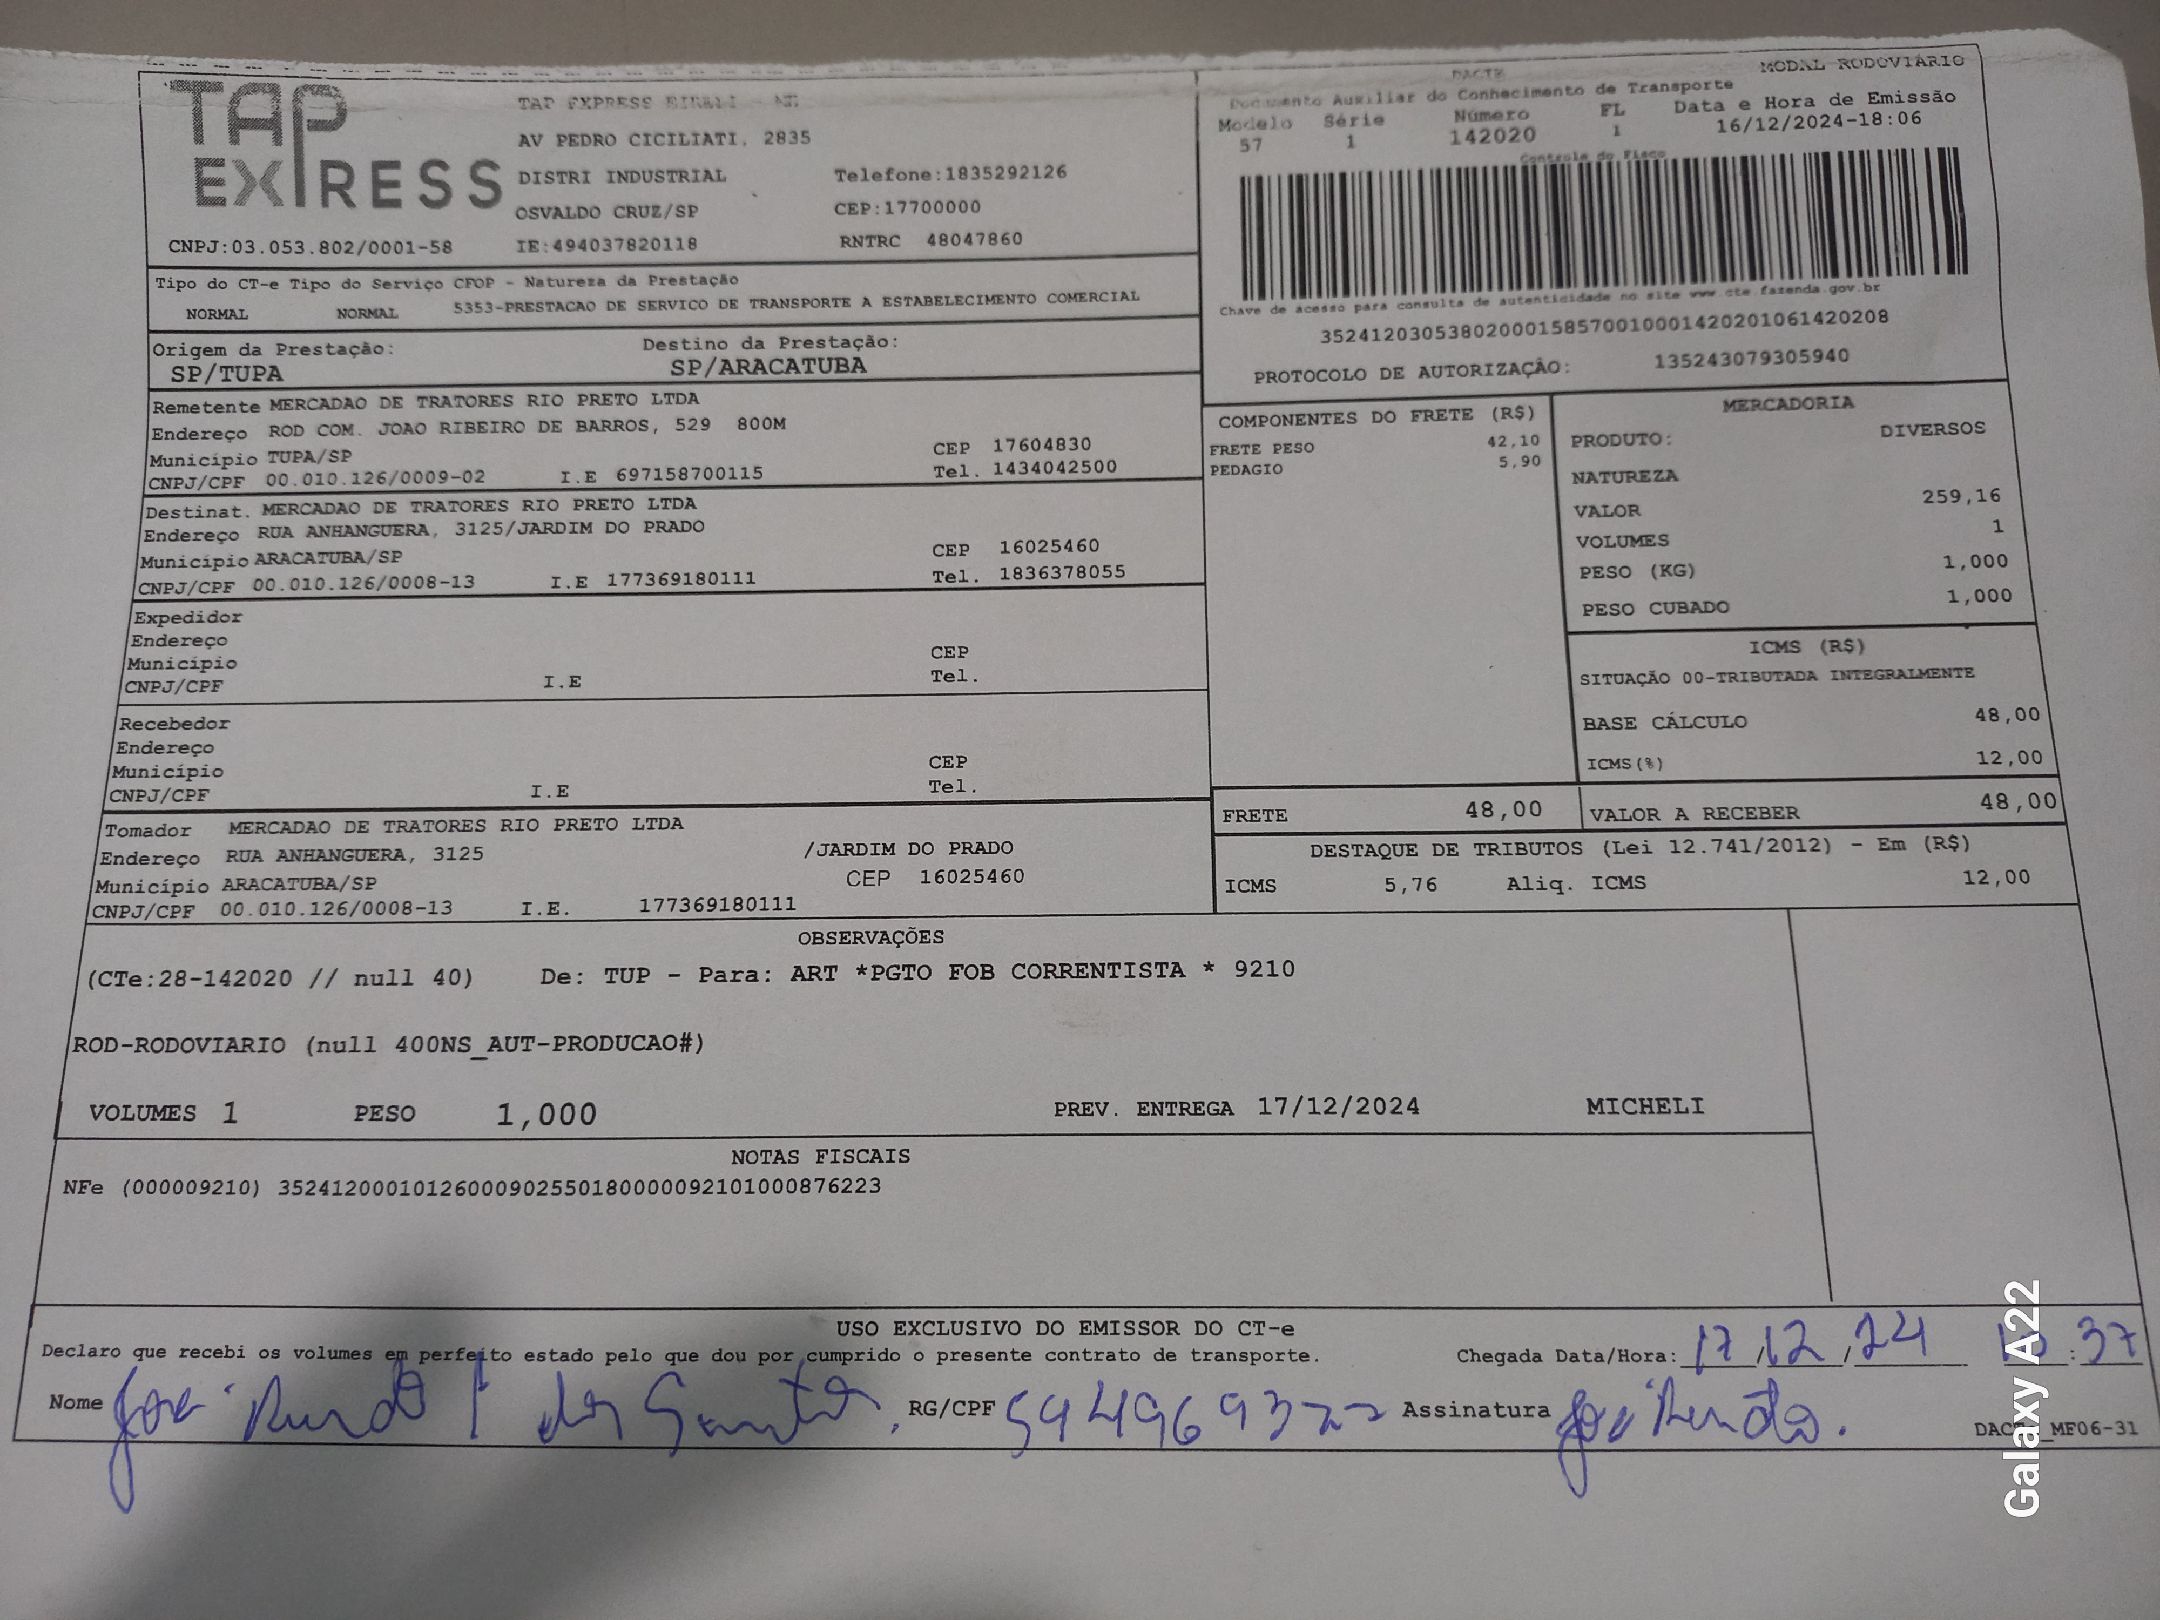 TAP EXPRESS
TAP EXPRESS EIRELI - ME
AV PEDRO CICILIATI, 2835
DISTRI INDUSTRIAL Telefone:1835292126
OSVALDO CRUZ/SP CEP:17700000
CNPJ:03.053.802/0001-58 IE:494037820118 RNTRC 48047860
DACTE MODAL RODOVIÁRIO
Documento Auxiliar do Conhecimento de Transporte
Modelo Série Número FL Data e Hora de Emissão
57 1 142020 1 16/12/2024-18:06
Controle do Fisco
Chave de acesso para consulta de autenticidade no site www.cte.fazenda.gov.br
35241203053802000158570010001420201061420208
PROTOCOLO DE AUTORIZAÇÃO: 135243079305940
Tipo do CT-e Tipo do Serviço CFOP - Natureza da Prestação
NORMAL NORMAL 5353-PRESTACAO DE SERVICO DE TRANSPORTE A ESTABELECIMENTO COMERCIAL
Origem da Prestação: Destino da Prestação:
SP/TUPA SP/ARACATUBA
Remetente MERCADAO DE TRATORES RIO PRETO LTDA
Endereço ROD COM. JOAO RIBEIRO DE BARROS, 529 800M
Município TUPA/SP CEP 17604830
CNPJ/CPF 00.010.126/0009-02 I.E 697158700115 Tel. 1434042500
Destinat. MERCADAO DE TRATORES RIO PRETO LTDA
Endereço RUA ANHANGUERA, 3125/JARDIM DO PRADO
Município ARACATUBA/SP CEP 16025460
CNPJ/CPF 00.010.126/0008-13 I.E 177369180111 Tel. 1836378055
Expedidor
Endereço
Município CEP
CNPJ/CPF I.E Tel.
Recebedor
Endereço
Município CEP
CNPJ/CPF I.E Tel.
Tomador MERCADAO DE TRATORES RIO PRETO LTDA
Endereço RUA ANHANGUERA, 3125 /JARDIM DO PRADO
Município ARACATUBA/SP CEP 16025460
CNPJ/CPF 00.010.126/0008-13 I.E. 177369180111
COMPONENTES DO FRETE (R$)
FRETE PESO 42,10
PEDAGIO 5,90
MERCADORIA
PRODUTO: DIVERSOS
NATUREZA
VALOR 259,16
VOLUMES 1
PESO (KG) 1,000
PESO CUBADO 1,000
ICMS (R$)
SITUAÇÃO 00-TRIBUTADA INTEGRALMENTE
BASE CÁLCULO 48,00
ICMS(%) 12,00
FRETE 48,00 VALOR A RECEBER 48,00
DESTAQUE DE TRIBUTOS (Lei 12.741/2012) - Em (R$)
ICMS 5,76 Aliq. ICMS 12,00
OBSERVAÇÕES
(CTe:28-142020 // null 40) De: TUP - Para: ART *PGTO FOB CORRENTISTA * 9210
ROD-RODOVIARIO (null 400NS_AUT-PRODUCAO#)
VOLUMES 1 PESO 1,000 PREV. ENTREGA 17/12/2024 MICHELI
NOTAS FISCAIS
NFe (000009210) 35241200010126000902550180000092101000876223
USO EXCLUSIVO DO EMISSOR DO CT-e
Declaro que recebi os volumes em perfeito estado pelo que dou por cumprido o presente contrato de transporte. Chegada Data/Hora: 17/12/24 :37
Nome José dos Santos RG/CPF Assinatura José
MF06-31
Galaxy A22